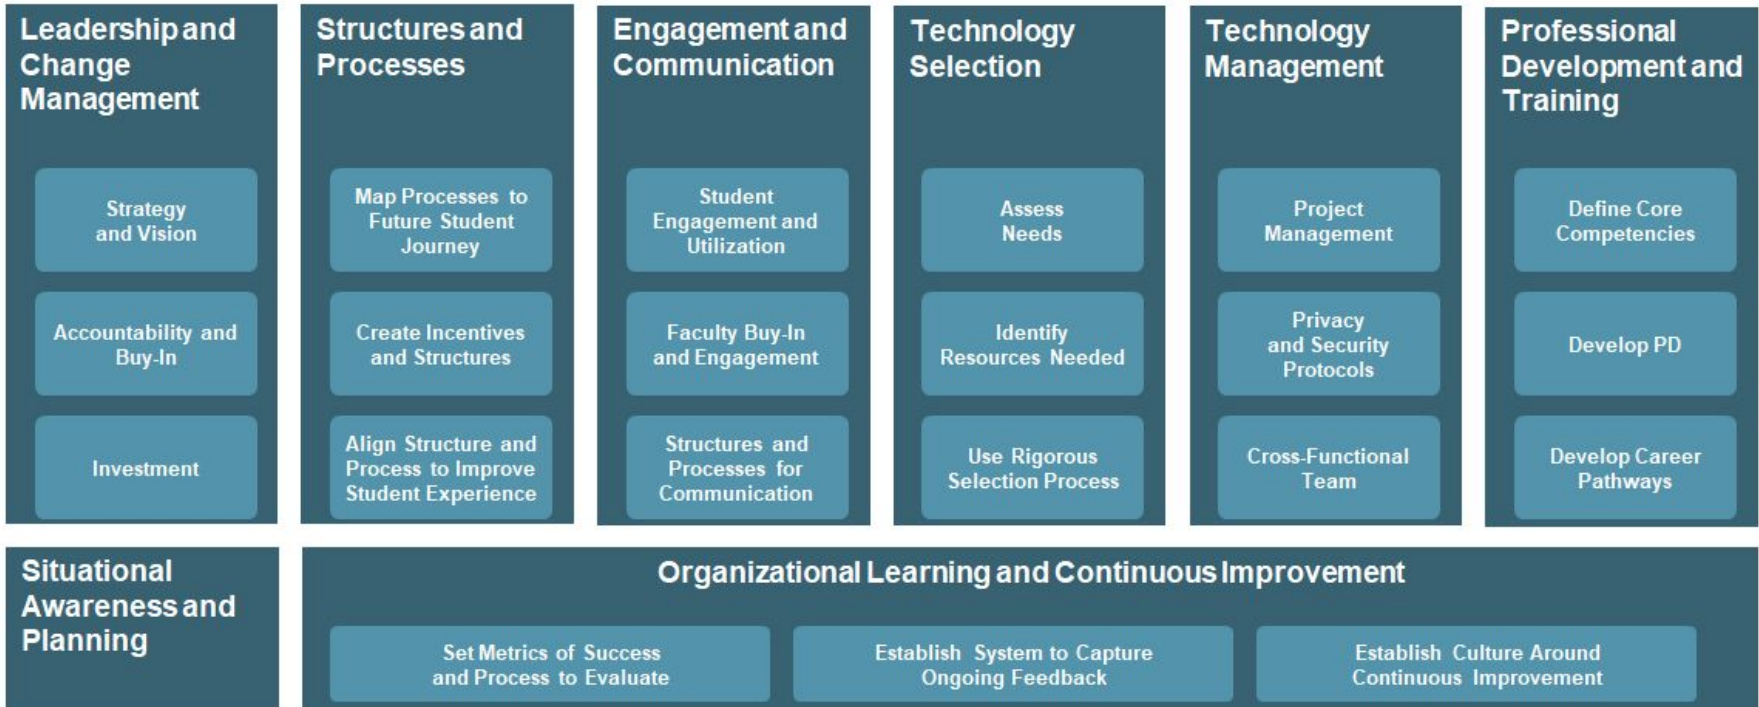 Leadership and
Change
Management
Strategy
and Vision
Accountability and
Buy-In
Investment
Structures and
Processes
Map Processes to
Future Student
Journey
Create Incentives
and Structures
Align Structure and
Process to Improve
Student Experience
Engagement and
Communication
Student
Engagement and
Utilization
Faculty Buy-In
and Engagement
Structures and
Processes for
Communication
Technology
Selection
Assess
Needs
Identify
Resources Needed
Use Rigorous
Selection Process
Technology
Management
Project
Management
Privacy
and Security
Protocols
Cross-Functional
Team
Professional
Development and
Training
Define Core
Competencies
Develop PD
Develop Career
Pathways
Situational
Awareness and
Planning
Organizational Learning and Continuous Improvement
Set Metrics of Success
and Process to Evaluate
Establish System to Capture
Ongoing Feedback
Establish Culture Around
Continuous Improvement